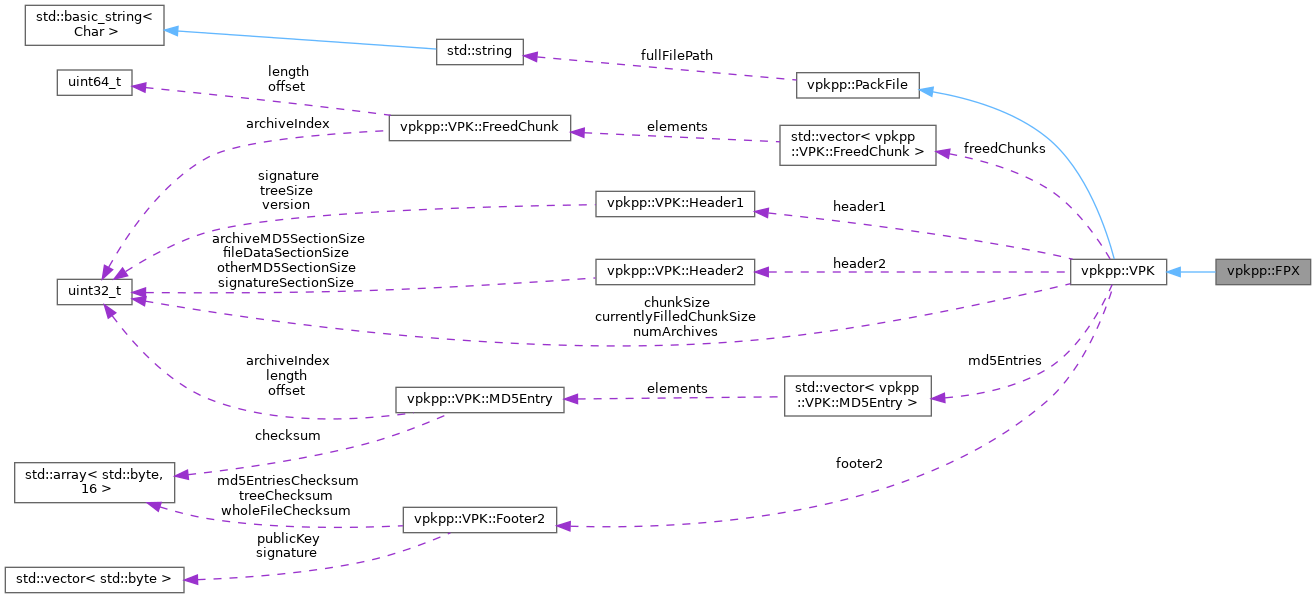 std::basic_string<
Char >
std::string
fullFilePath
uint64_t
length
offset
vpkpp::PackFile
archiveIndex
vpkpp::VPK::FreedChunk
elements
std::vector< vpkpp
::VPK::FreedChunk >
freedChunks
signature
treeSize
version
vpkpp::VPK::Header1
header1
archiveMD5SectionSize
fileDataSectionSize
otherMD5SectionSize
signatureSectionSize
vpkpp::VPK::Header2
header2
vpkpp::VPK
vpkpp::FPX
uint32_t
chunkSize
currentlyFilledChunkSize
numArchives
archiveIndex
length
offset
vpkpp::VPK::MD5Entry
elements
std::vector< vpkpp
::VPK::MD5Entry >
md5Entries
checksum
std::array< std::byte,
16 >
md5EntriesChecksum
treeChecksum
wholeFileChecksum
vpkpp::VPK::Footer2
footer2
publicKey
signature
std::vector< std::byte >